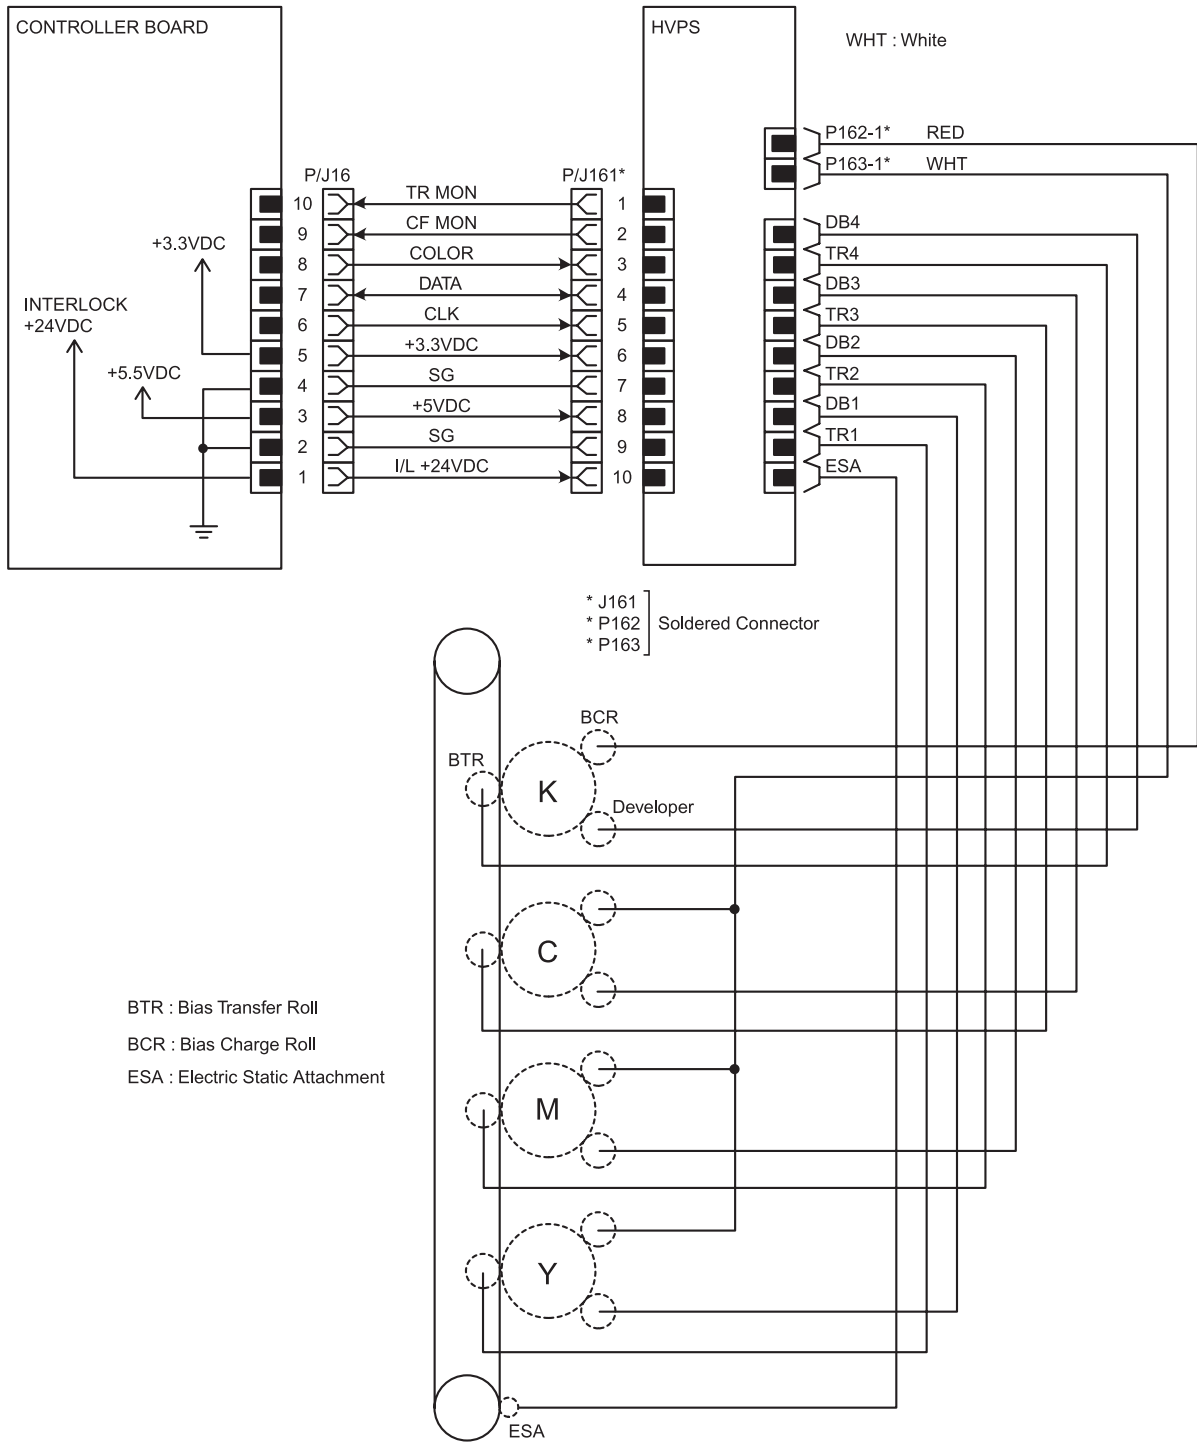 CONTROLLER BOARD
HVPS
WHT : White
P162-1* RED
P163-1* WHT
P/J16
P/J161*
10 TR MON 1
9 CF MON 2
8 COLOR 3
7 DATA 4
6 CLK 5
5 +3.3VDC 6
4 SG 7
3 +5VDC 8
2 SG 9
1 I/L +24VDC 10
+3.3VDC
INTERLOCK
+24VDC
+5.5VDC
DB4
TR4
DB3
TR3
DB2
TR2
DB1
TR1
ESA
* J161
* P162
* P163
Soldered Connector
BCR
BTR
K
Developer
C
BTR : Bias Transfer Roll
BCR : Bias Charge Roll
ESA : Electric Static Attachment
M
Y
ESA